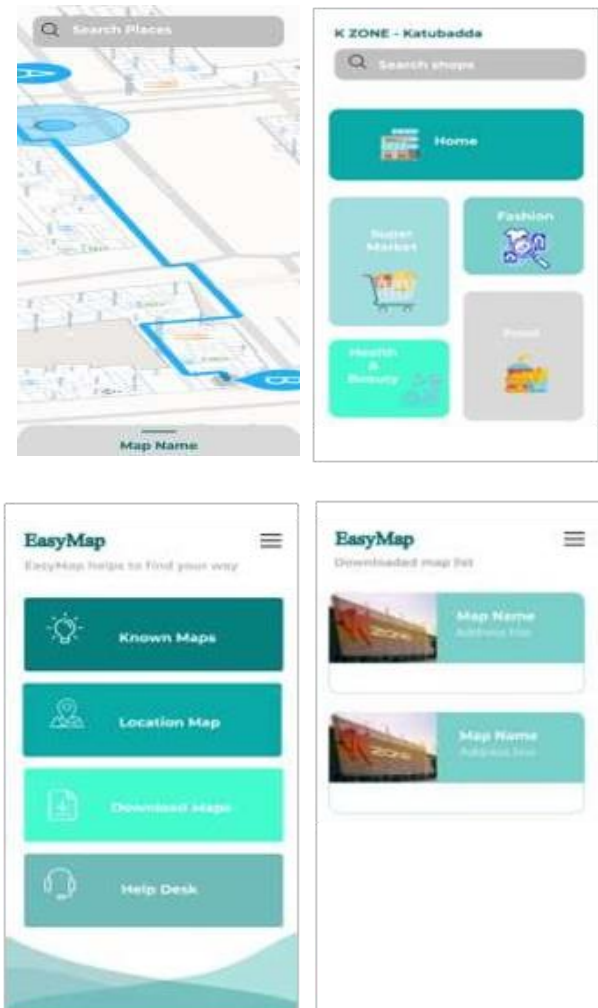 Search Places
A
B
Map Name
K ZONE - Katubadda
Search shops
Home
Super
Market
Fashion
Food
Health
&
Beauty
EasyMap
EasyMap helps to find your way
Known Maps
Location Map
Download Maps
Help Desk
EasyMap
Downloaded map list
K ZONE
Map Name
Address line
K ZONE
Map Name
Address line